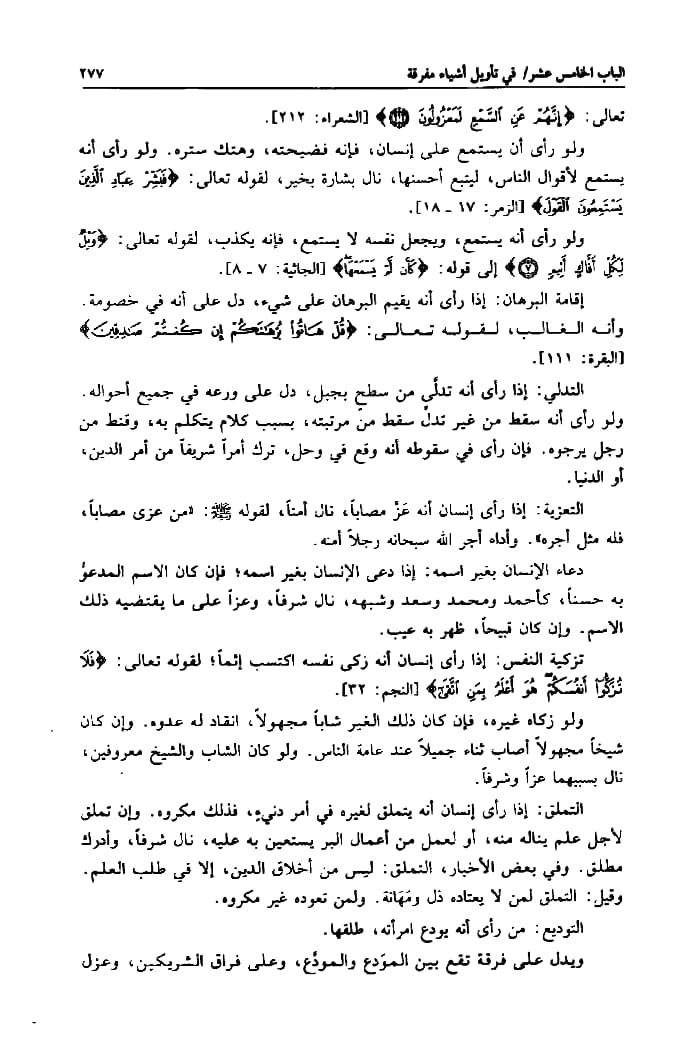 الباب الخامس عشر/ في تأويل أشياء مفرقة ٢٧٧
تعالى: ﴿إِنَّهُمْ عَنِ ٱلسَّمْعِ لَمَعْزُولُونَ ﴿٢١٢﴾﴾ [الشعراء: ٢١٢].
ولو رأى أن يستمع على إنسان، فإنه فضيحته، وهتك ستره. ولو رأى أنه
يستمع لأقوال الناس، ليتبع أحسنها، نال بشارة بخير، لقوله تعالى: ﴿فَبَشِّرْ عِبَادِ ٱلَّذِينَ
يَسْتَمِعُونَ ٱلْقَوْلَ﴾ [الزمر: ١٧ ـ ١٨].
ولو رأى أنه يستمع، ويجعل نفسه لا يستمع، فإنه يكذب، لقوله تعالى: ﴿وَيْلٌ
لِكُلِّ أَفَّاكٍ أَثِيمٍ ﴿٧﴾﴾ إلى قوله: ﴿كَأَن لَّمْ يَسْمَعْهَا﴾ [الجاثية: ٧ ـ ٨].
إقامة البرهان: إذا رأى أنه يقيم البرهان على شيء، دل على أنه في خصومة.
وأنه الغالب، لقوله تعالى: ﴿قُلْ هَاتُوا۟ بُرْهَٰنَكُمْ إِن كُنتُمْ صَٰدِقِينَ﴾
[البقرة: ١١١].
التدلي: إذا رأى أنه تدلَّى من سطح بجبل، دل على ورعه في جميع أحواله.
ولو رأى أنه سقط من غير تدلّ سقط من مرتبته، بسبب كلام يتكلم به، وقنط من
رجل يرجوه. فإن رأى في سقوطه أنه وقع في وحل، ترك أمراً شريفاً من أمر الدين،
أو الدنيا.
التعزية: إذا رأى إنسان أنه عَزّ مصاباً، نال أمناً، لقوله ﷺ: «من عزى مصاباً،
فله مثل أجره». وأداه أجر الله سبحانه رجلاً أمنه.
دعاء الإنسان بغير اسمه: إذا دعى الإنسان بغير اسمه؛ فإن كان الاسم المدعوُّ
به حسناً، كأحمد ومحمد وسعد وشبهه، نال شرفاً، وعزاً على ما يقتضيه ذلك
الاسم. وإن كان قبيحاً، ظهر به عيب.
تزكية النفس: إذا رأى إنسان أنه زكى نفسه اكتسب إثماً؛ لقوله تعالى: ﴿فَلَا
تُزَكُّوٓا۟ أَنفُسَكُمْ هُوَ أَعْلَمُ بِمَنِ ٱتَّقَىٰٓ﴾ [النجم: ٣٢].
ولو زكاه غيره، فإن كان ذلك الغير شاباً مجهولاً، انقاد له عدوه. وإن كان
شيخاً مجهولاً أصاب ثناء جميلاً عند عامة الناس. ولو كان الشاب والشيخ معروفين،
نال بسببهما عزاً وشرفاً.
التملق: إذا رأى إنسان أنه يتملق لغيره في أمر دنيء، فذلك مكروه. وإن تملق
لأجل علم يناله منه، أو لعمل من أعمال البر يستعين به عليه، نال شرفاً، وأدرك
مطلق. وفي بعض الأخبار، التملق: ليس من أخلاق الدين، إلا في طلب العلم.
وقيل: التملق لمن لا يعتاده ذل ومَهَانة. ولمن تعوده غير مكروه.
التوديع: من رأى أنه يودع امرأته، طلقها.
ويدل على فرقة تقع بين المودَع والمودِّع، وعلى فراق الشريكين، وعزل